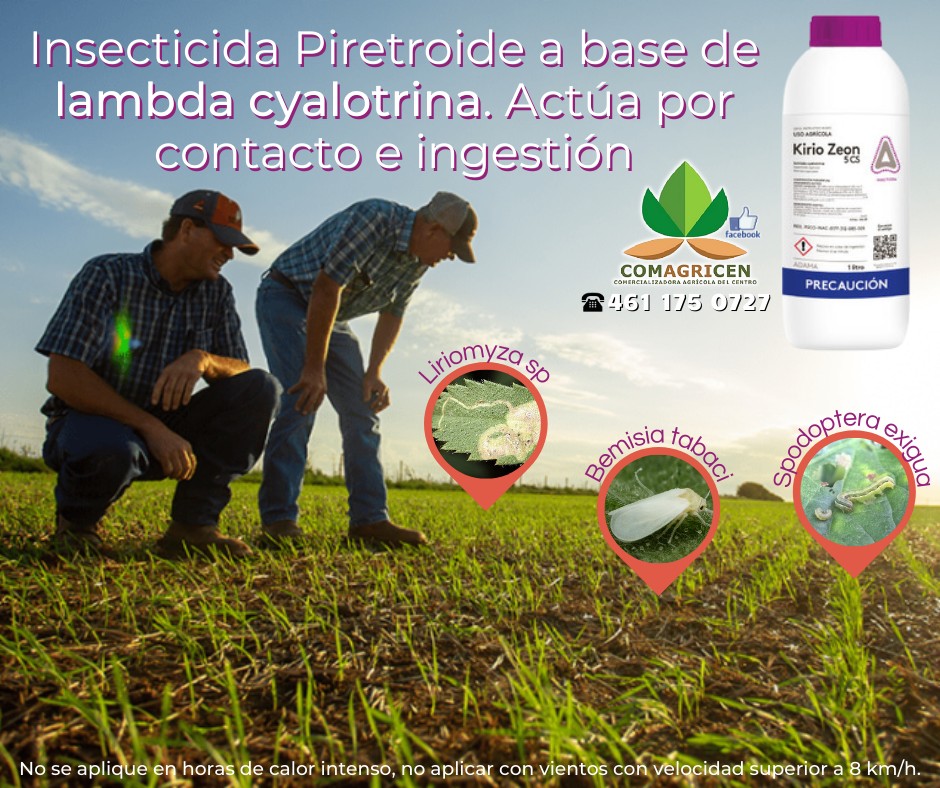 Insecticida Piretroide a base de
lambda cyalotrina. Actúa por
contacto e ingestión
USO AGRÍCOLA
Kirio Zeon
5 CS
ADAMA
1 litro
PRECAUCIÓN
facebook
COMAGRICEN
COMERCIALIZADORA AGRÍCOLA DEL CENTRO
461 175 0727
Liriomyza sp
Bemisia tabaci
Spodoptera exigua
No se aplique en horas de calor intenso, no aplicar con vientos con velocidad superior a 8 km/h.